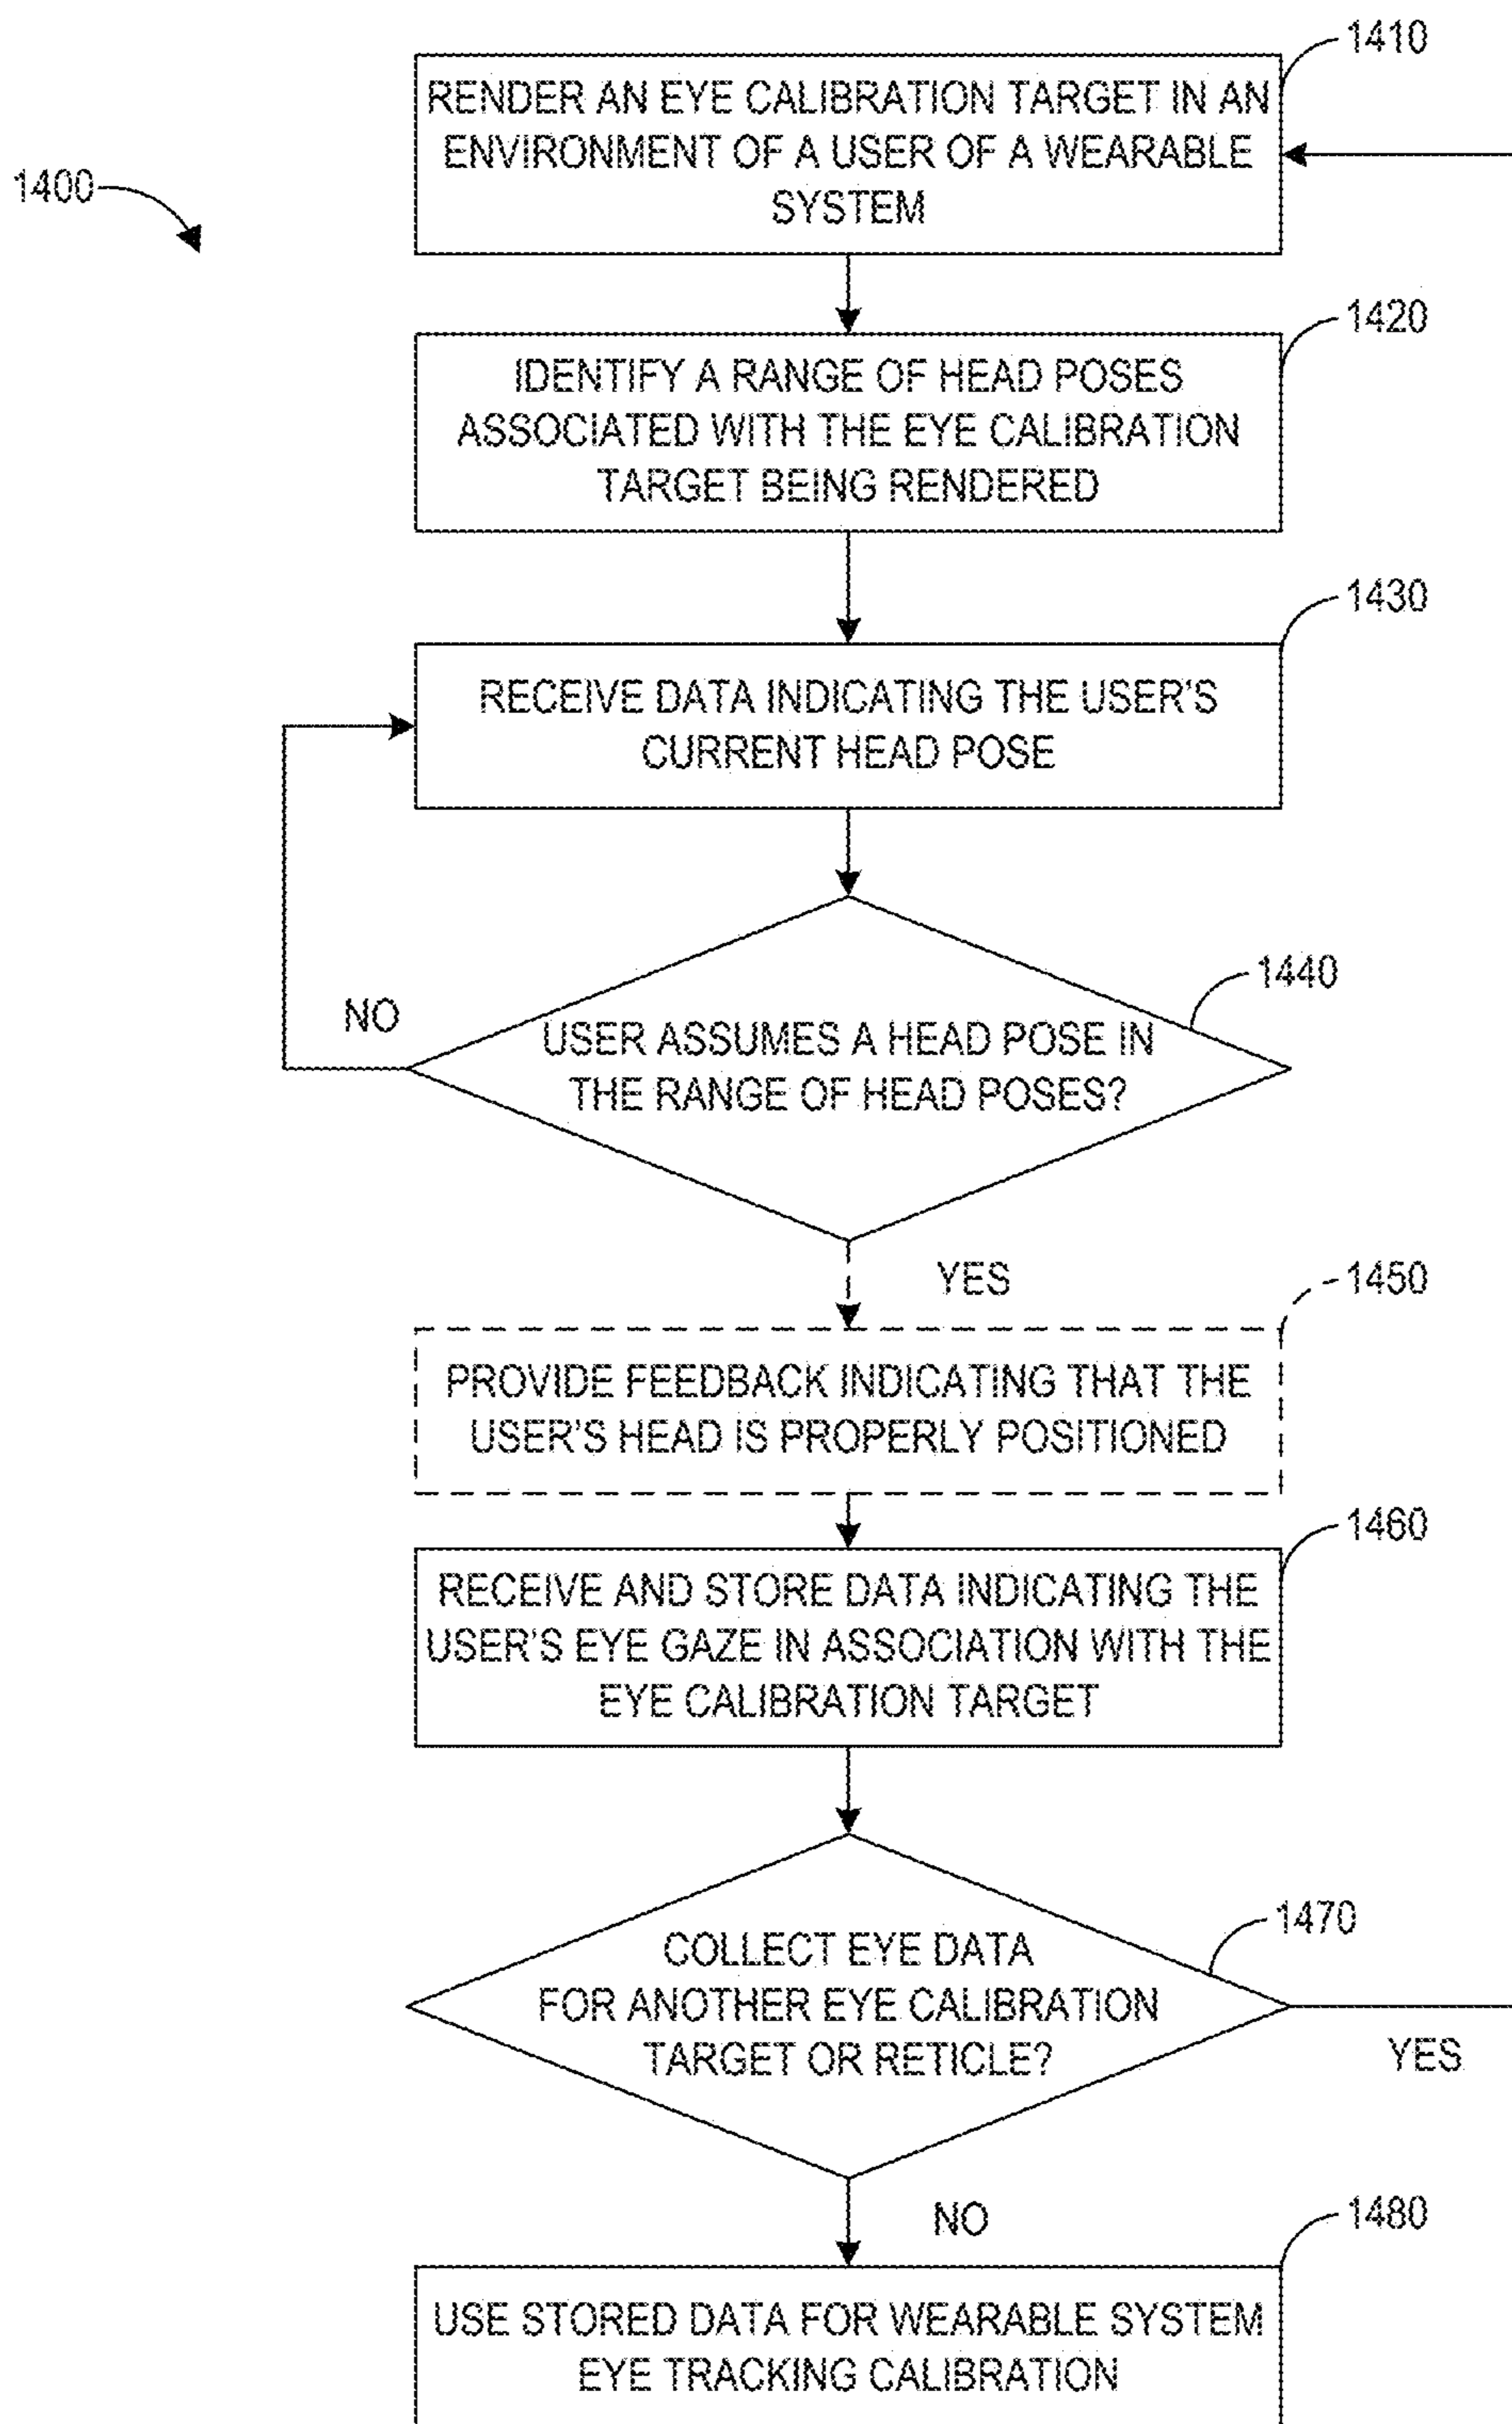 1410
RENDER AN EYE CALIBRATION TARGET IN AN
ENVIRONMENT OF A USER OF A WEARABLE
SYSTEM
1400
1420
IDENTIFY A RANGE OF HEAD POSES
ASSOCIATED WITH THE EYE CALIBRATION
TARGET BEING RENDERED
1430
RECEIVE DATA INDICATING THE USER'S
CURRENT HEAD POSE
1440
NO
USER ASSUMES A HEAD POSE IN
THE RANGE OF HEAD POSES?
YES
1450
PROVIDE FEEDBACK INDICATING THAT THE
USER'S HEAD IS PROPERLY POSITIONED
1460
RECEIVE AND STORE DATA INDICATING THE
USER'S EYE GAZE IN ASSOCIATION WITH THE
EYE CALIBRATION TARGET
1470
COLLECT EYE DATA
FOR ANOTHER EYE CALIBRATION
TARGET OR RETICLE?
YES
NO
1480
USE STORED DATA FOR WEARABLE SYSTEM
EYE TRACKING CALIBRATION